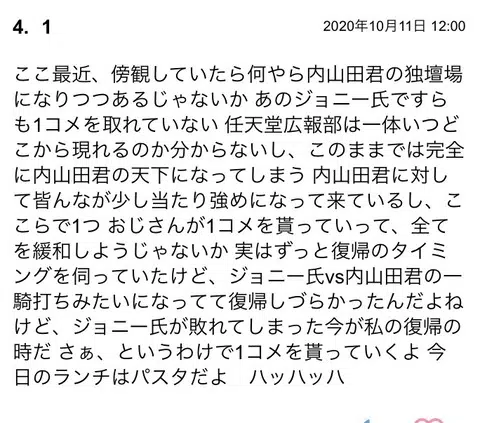 4. 1 2020年10月11日 12:00
ここ最近、傍観していたら何やら内山田君の独壇場
になりつつあるじゃないか あのジョニー氏ですら
も1コメを取れていない 任天堂広報部は一体いつど
こから現れるのか分からないし、このままでは完全
に内山田君の天下になってしまう 内山田君に対し
て皆んなが少し当たり強めになって来ているし、こ
こらで1つ おじさんが1コメを貰っていって、全て
を緩和しようじゃないか 実はずっと復帰のタイミ
ングを伺っていたけど、ジョニー氏vs内山田君の一
騎打ちみたいになってて復帰しづらかったんだよね
けど、ジョニー氏が敗れてしまった今が私の復帰の
時だ さぁ、というわけで1コメを貰っていくよ 今
日のランチはパスタだよ　ハッハッハ